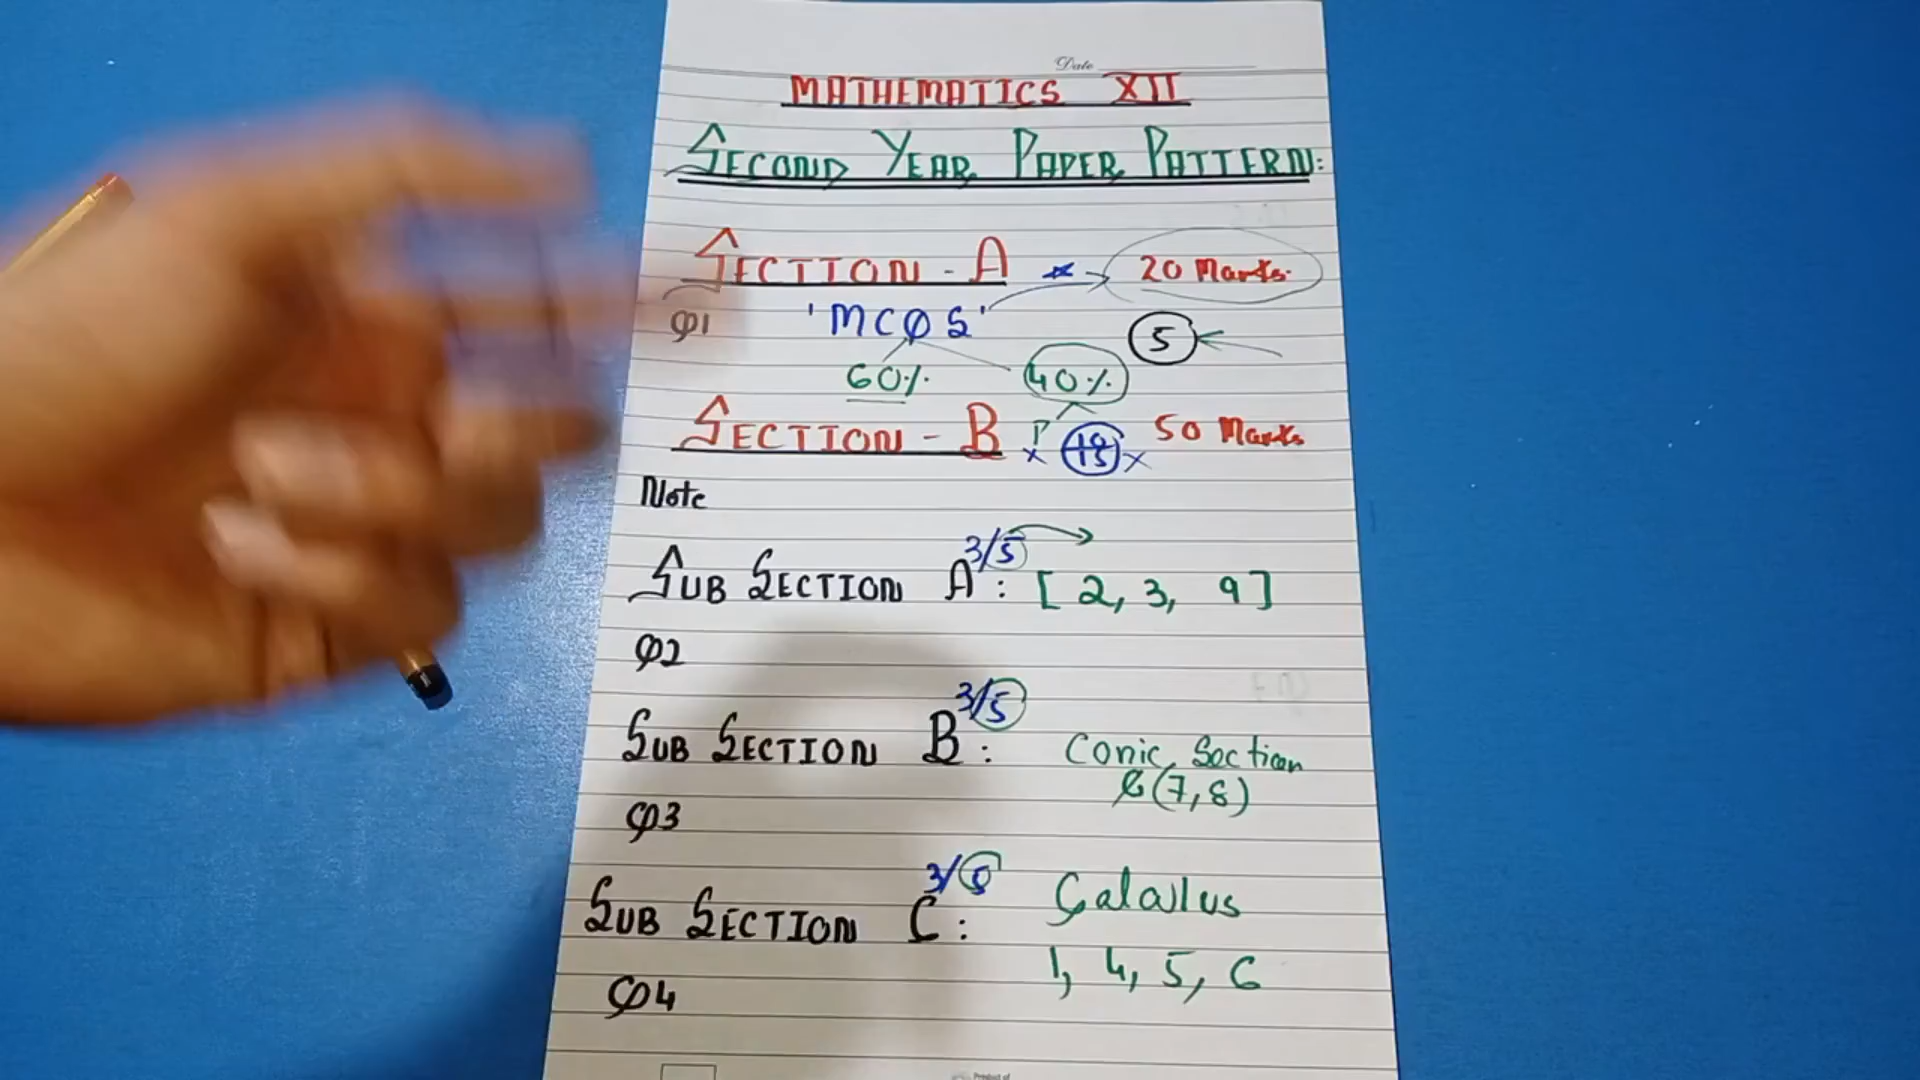 Date
MATHEMATICS XII
SECOND YEAR PAPER PATTERN:
SECTION - A 20 Marks.
Q1 'MCQS' 5
60% 40%
SECTION - B 50 Marks
Note
3/5
SUB SECTION A: [2, 3, 9]
Q2
3/5
SUB SECTION B: Conic Section
(7,8)
Q3
3/5
SUB SECTION C: Calculus
1, 4, 5, 6
Q4
Product of